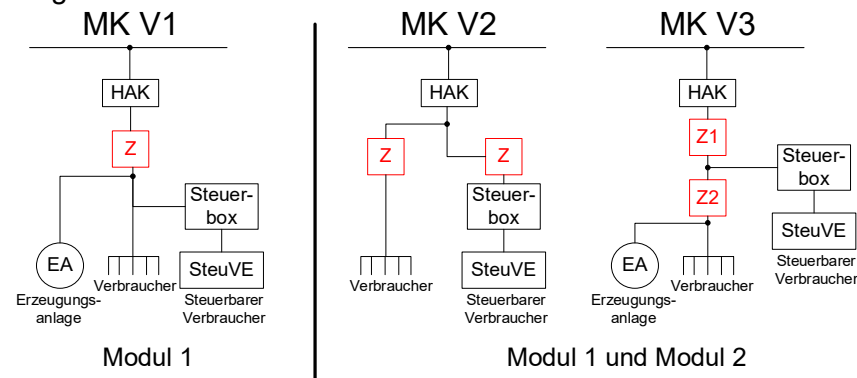 MK V1
MK V2
MK V3
HAK
HAK
HAK
Z
Z
Z
Z1
Z2
Steuer-
box
Steuer-
box
Steuer-
box
EA
SteuVE
SteuVE
EA
SteuVE
Erzeugungs-
anlage
Verbraucher
Steuerbarer
Verbraucher
Verbraucher
Steuerbarer
Verbraucher
Erzeugungs-
anlage
Verbraucher
Steuerbarer
Verbraucher
Modul 1
Modul 1 und Modul 2